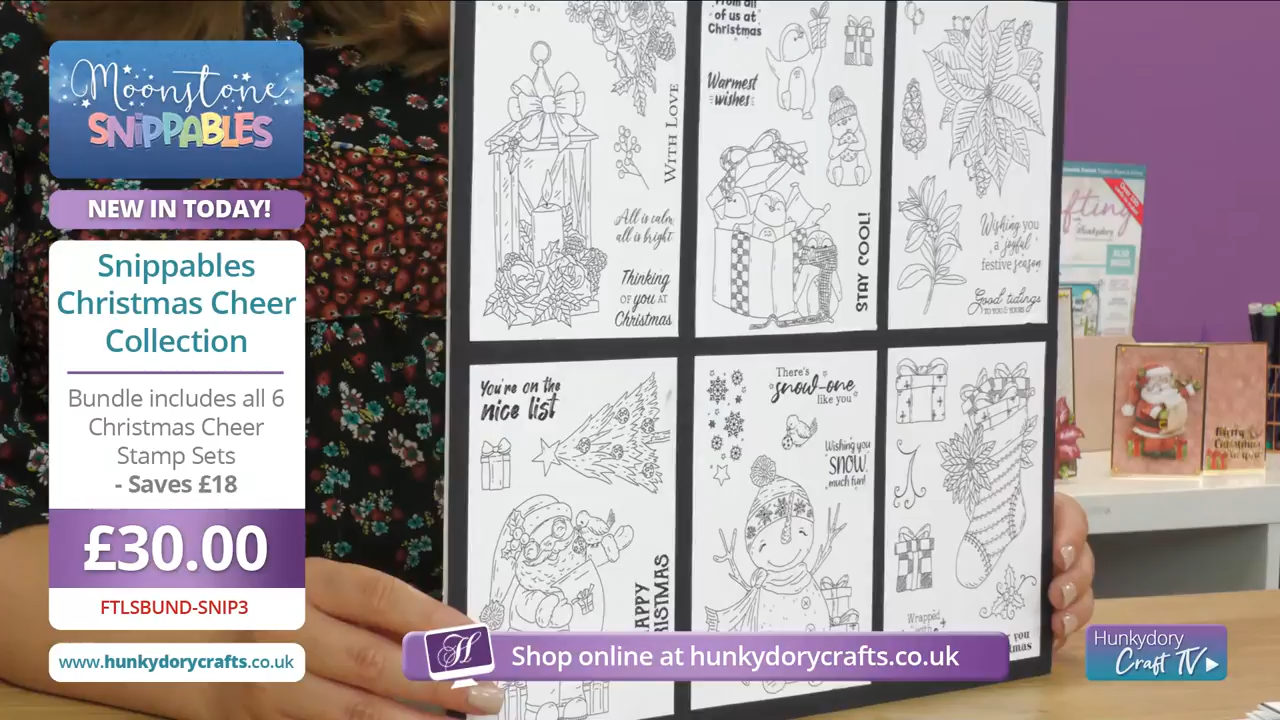 Moonstone
SNiPPABLES
NEW IN TODAY!
Snippables
Christmas Cheer
Collection
Bundle includes all 6
Christmas Cheer
Stamp Sets
- Saves £18
£30.00
FTLSBUND-SNIP3
www.hunkydorycrafts.co.uk
WITH LOVE
All is calm,
all is bright
Thinking
OF you AT
Christmas
From all
of us at
Christmas
Warmest
wishes
STAY COOL!
Wishing you
a joyful
festive season
Good tidings
TO YOU & YOURS
You're on the
nice list
There's
snow-one
like you
Wishing you
SNOW
much fun!
Wrapped
Shop online at hunkydorycrafts.co.uk
Hunkydory
Craft TV